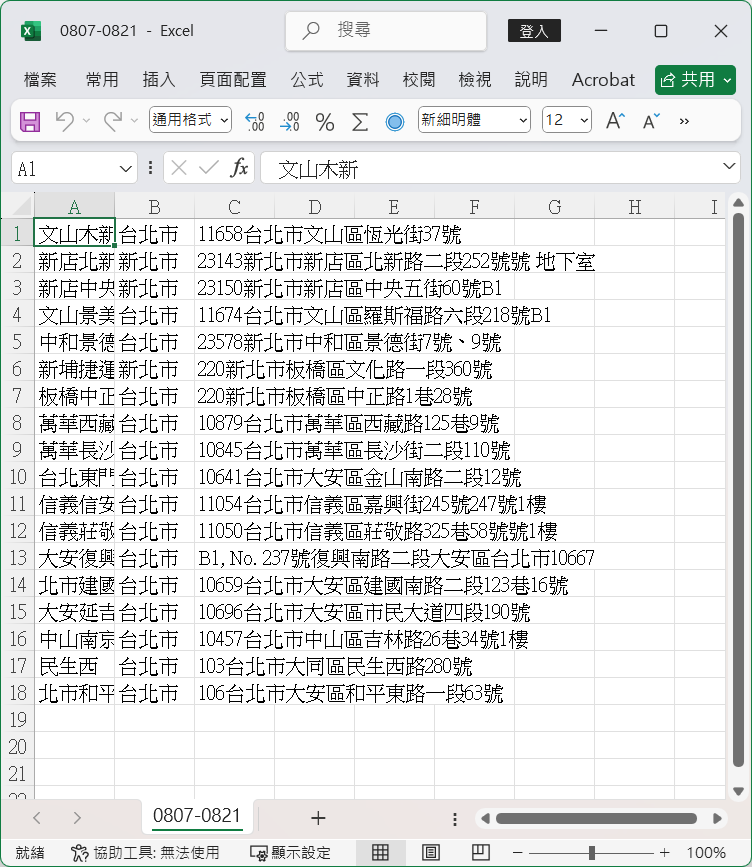 0807-0821 - Excel
搜尋
登入
檔案 常用 插入 頁面配置 公式 資料 校閱 檢視 說明 Acrobat 共用
通用格式 新細明體 12
A1 fx 文山木新
A B C D E F G H I
1 文山木新 台北市 11658台北市文山區恆光街37號
2 新店北新 新北市 23143新北市新店區北新路二段252號號 地下室
3 新店中央 新北市 23150新北市新店區中央五街60號B1
4 文山景美 台北市 11674台北市文山區羅斯福路六段218號B1
5 中和景德 台北市 23578新北市中和區景德街7號、9號
6 新埔捷運 新北市 220新北市板橋區文化路一段360號
7 板橋中正 台北市 220新北市板橋區中正路1巷28號
8 萬華西藏 台北市 10879台北市萬華區西藏路125巷9號
9 萬華長沙 台北市 10845台北市萬華區長沙街二段110號
10 台北東門 台北市 10641台北市大安區金山南路二段12號
11 信義信安 台北市 11054台北市信義區嘉興街245號247號1樓
12 信義莊敬 台北市 11050台北市信義區莊敬路325巷58號號1樓
13 大安復興 台北市 B1, No. 237號復興南路二段大安區台北市10667
14 北市建國 台北市 10659台北市大安區建國南路二段123巷16號
15 大安延吉 台北市 10696台北市大安區市民大道四段190號
16 中山南京 台北市 10457台北市中山區吉林路26巷34號1樓
17 民生西 台北市 103台北市大同區民生西路280號
18 北市和平 台北市 106台北市大安區和平東路一段63號
19
20
21
22
0807-0821
就緒 協助工具: 無法使用 顯示設定 100%